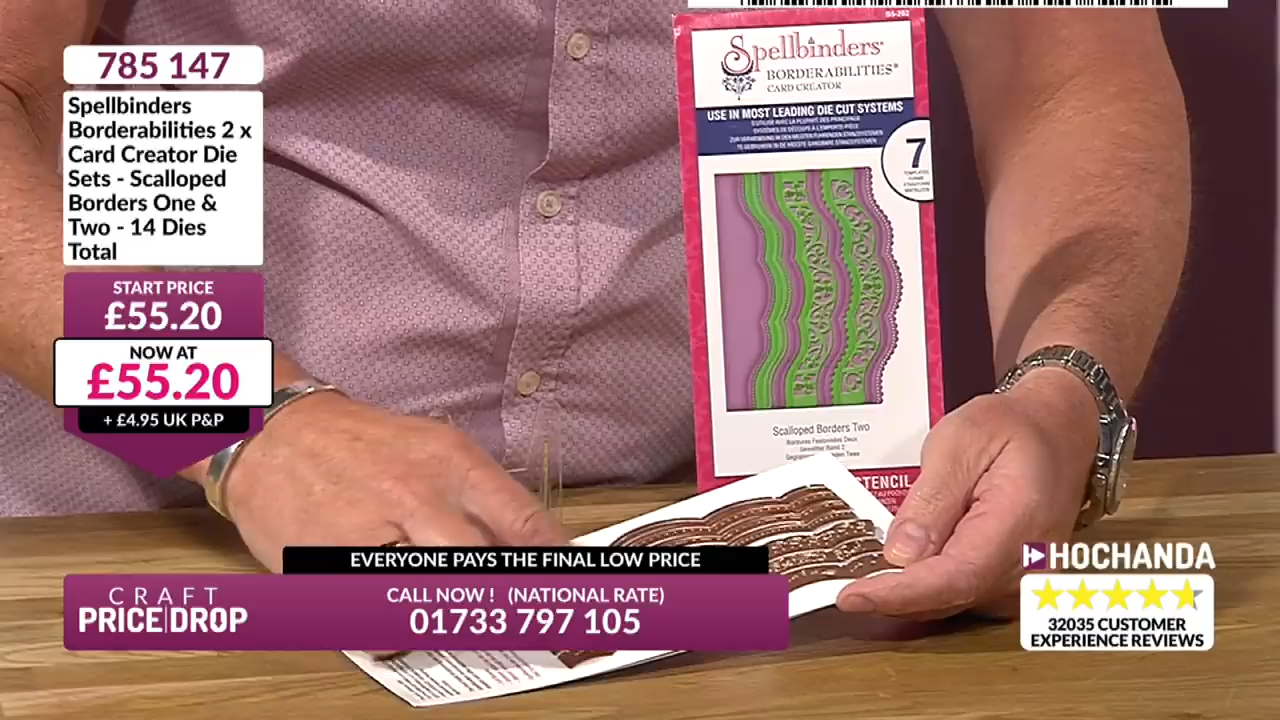 785 147
Spellbinders
Borderabilities 2 x
Card Creator Die
Sets - Scalloped
Borders One &
Two - 14 Dies
Total
START PRICE
£55.20
NOW AT
£55.20
+ £4.95 UK P&P
Spellbinders®
BORDERABILITIES®
CARD CREATOR
USE IN MOST LEADING DIE CUT SYSTEMS
7
Scalloped Borders Two
Bordures Festonnées Deux
STENCIL
EVERYONE PAYS THE FINAL LOW PRICE
CRAFT
PRICE DROP
CALL NOW ! (NATIONAL RATE)
01733 797 105
HOCHANDA
32035 CUSTOMER
EXPERIENCE REVIEWS